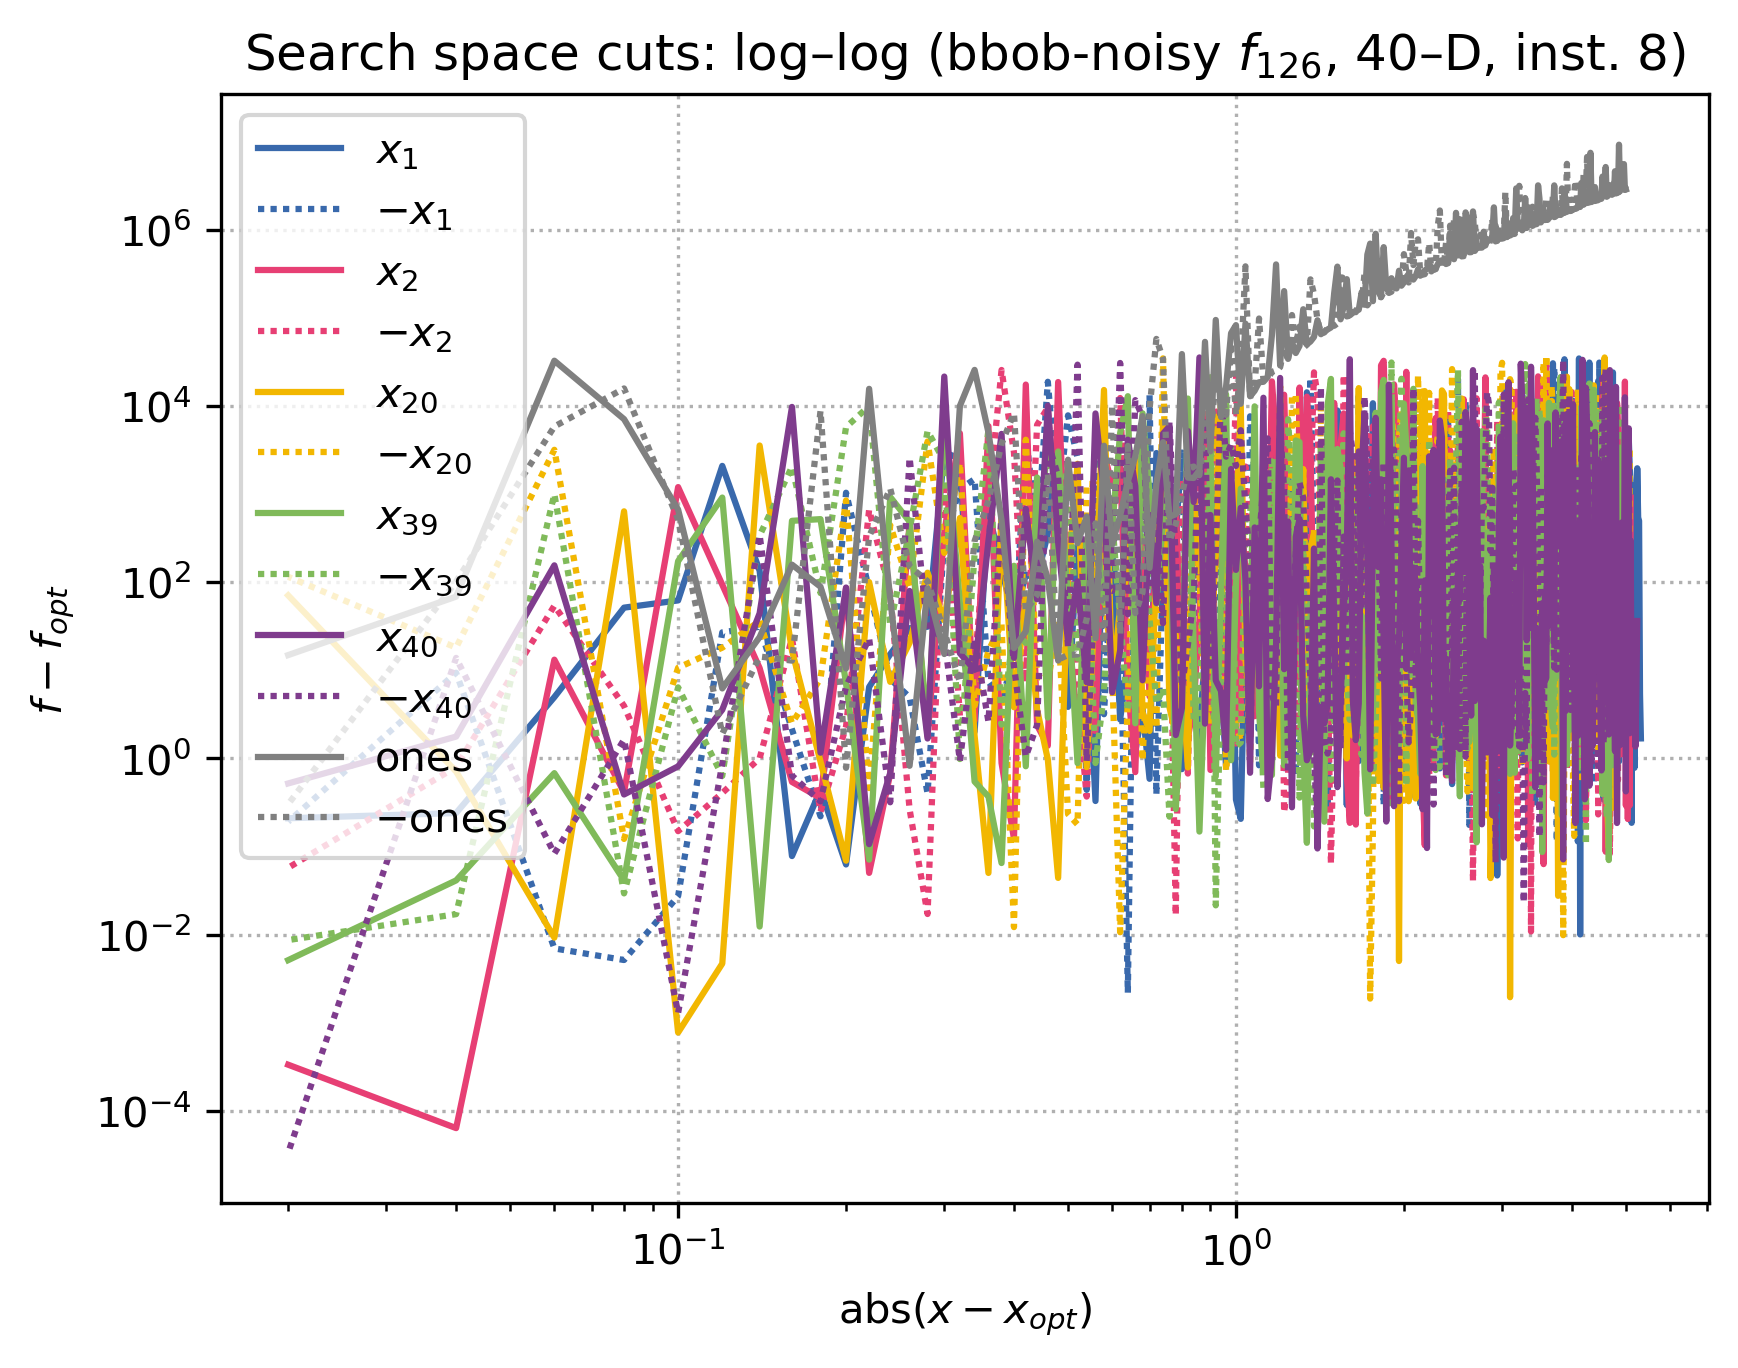 Search space cuts: log–log (bbob-noisy $f_{126}$, 40–D, inst. 8)
$x_1$
$-x_1$
$x_2$
$-x_2$
$x_{20}$
$-x_{20}$
$x_{39}$
$-x_{39}$
$x_{40}$
$-x_{40}$
ones
−ones
$10^6$
$10^4$
$10^2$
$10^0$
$10^{-2}$
$10^{-4}$
$f - f_{opt}$
$10^{-1}$ $10^0$
abs($x - x_{opt}$)